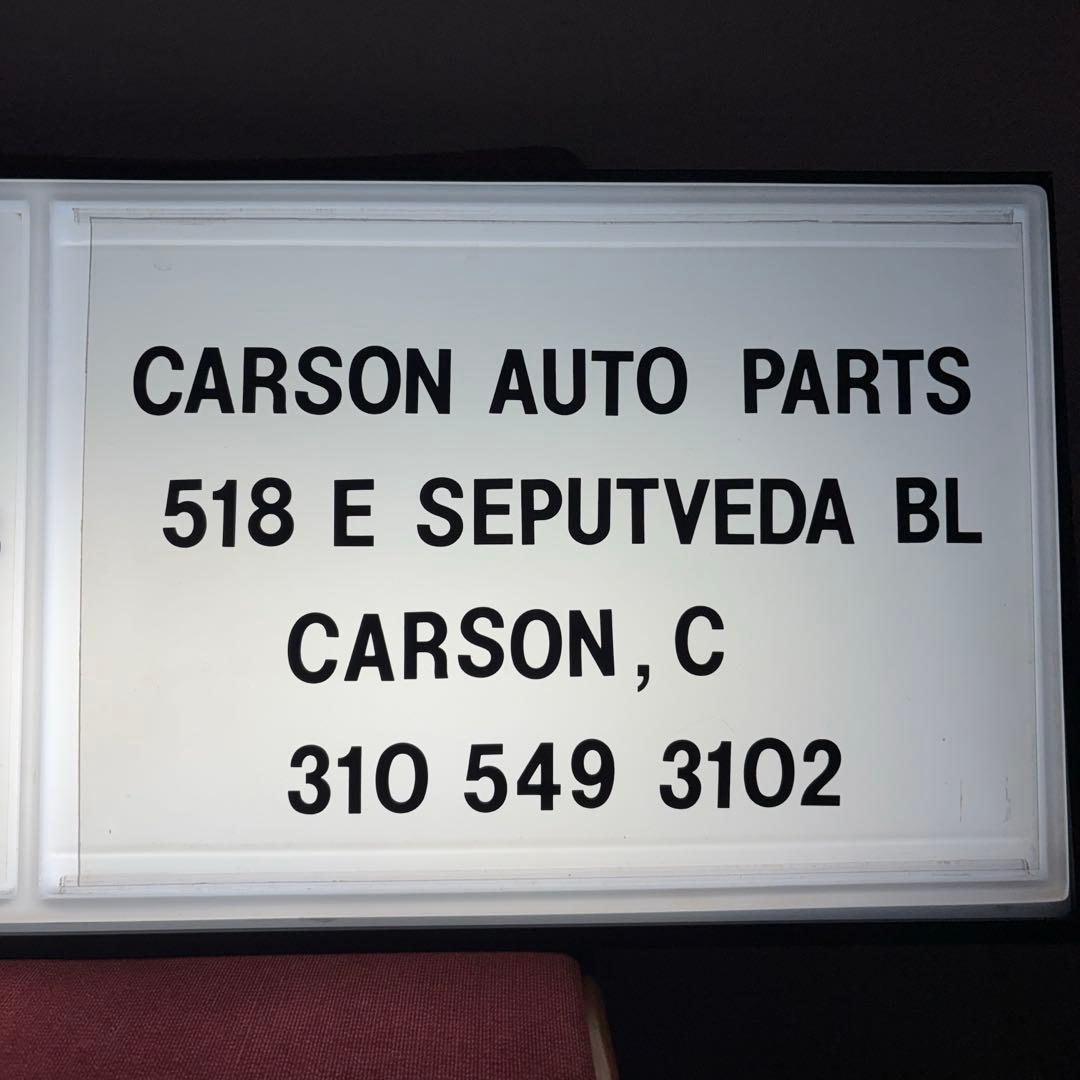 CARSON AUTO PARTS
518 E SEPUTVEDA BL
CARSON, C
310 549 3102